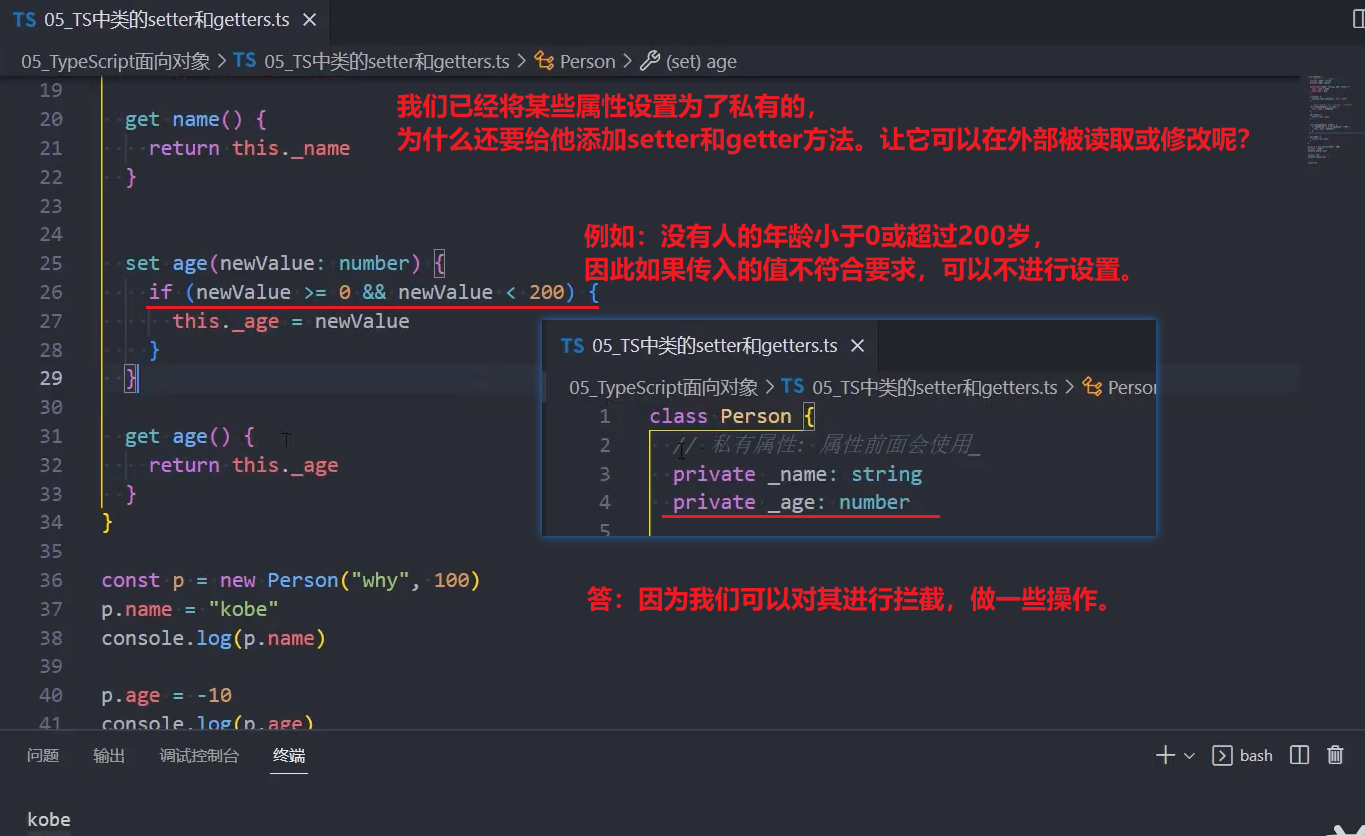 TS 05_TS中类的setter和getters.ts ×
05_TypeScript面向对象 > TS 05_TS中类的setter和getters.ts > Person > (set) age
我们已经将某些属性设置为了私有的，
为什么还要给他添加setter和getter方法。让它可以在外部被读取或修改呢？
19
20 get name() {
21 return this._name
22 }
23
24
例如：没有人的年龄小于0或超过200岁，
因此如果传入的值不符合要求，可以不进行设置。
25 set age(newValue: number) {
26 if (newValue >= 0 && newValue < 200) {
27 this._age = newValue
28 }
29 }
30
31 get age() {
32 return this._age
33 }
34 }
35
TS 05_TS中类的setter和getters.ts ×
05_TypeScript面向对象 > TS 05_TS中类的setter和getters.ts > Person
1 class Person {
2 // 私有属性: 属性前面会使用_
3 private _name: string
4 private _age: number
5
36 const p = new Person("why", 100)
37 p.name = "kobe"
38 console.log(p.name)
39
40 p.age = -10
41 console.log(p.age)
答：因为我们可以对其进行拦截，做一些操作。
问题 输出 调试控制台 终端 bash
kobe